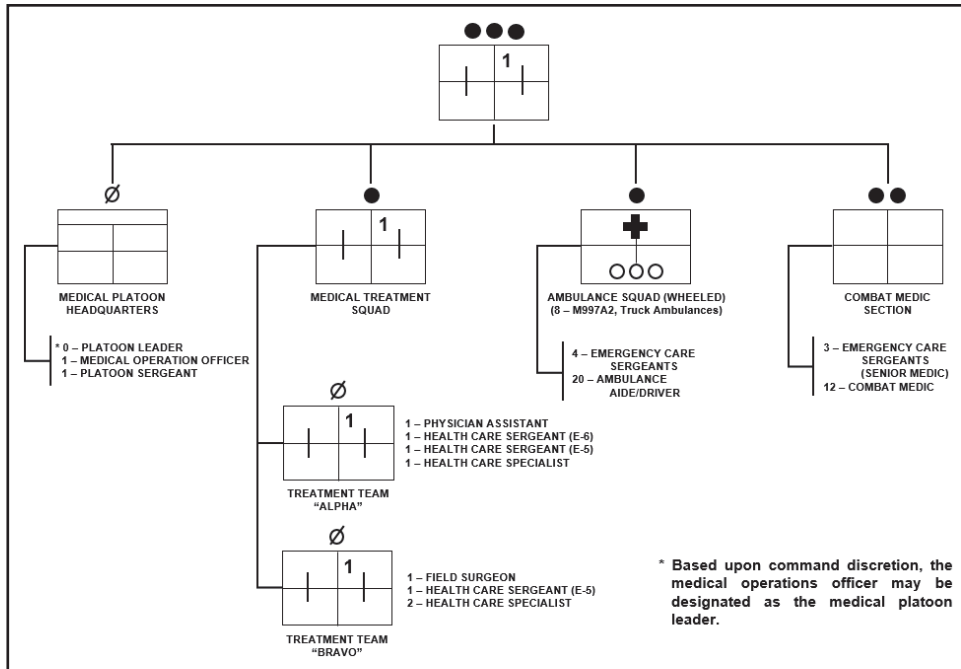 1
1
MEDICAL PLATOON
HEADQUARTERS
* 0 – PLATOON LEADER
1 – MEDICAL OPERATION OFFICER
1 – PLATOON SERGEANT
MEDICAL TREATMENT
SQUAD
AMBULANCE SQUAD (WHEELED)
(8 – M997A2, Truck Ambulances)
4 – EMERGENCY CARE
SERGEANTS
20 – AMBULANCE
AIDE/DRIVER
COMBAT MEDIC
SECTION
3 – EMERGENCY CARE
SERGEANTS
(SENIOR MEDIC)
12 – COMBAT MEDIC
1
1 – PHYSICIAN ASSISTANT
1 – HEALTH CARE SERGEANT (E-6)
1 – HEALTH CARE SERGEANT (E-5)
1 – HEALTH CARE SPECIALIST
TREATMENT TEAM
“ALPHA”
1
1 – FIELD SURGEON
1 – HEALTH CARE SERGEANT (E-5)
2 – HEALTH CARE SPECIALIST
TREATMENT TEAM
“BRAVO”
* Based upon command discretion, the
medical operations officer may be
designated as the medical platoon
leader.